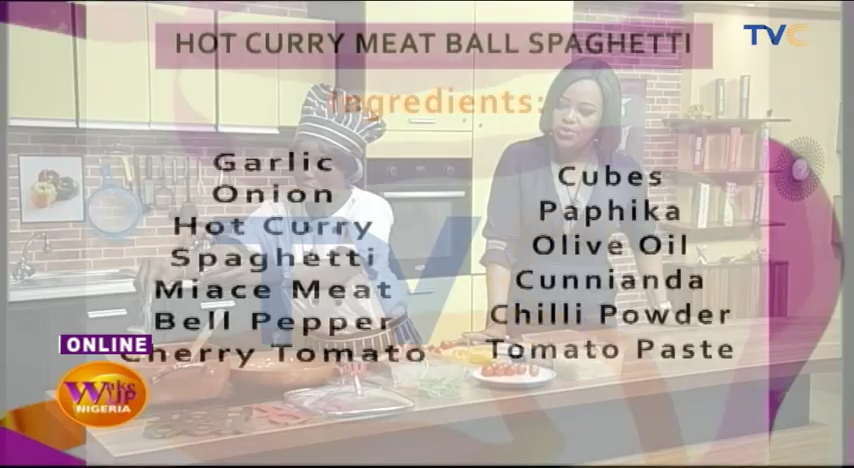 HOT CURRY MEAT BALL SPAGHETTI
TVC
Ingredients:
Garlic
Onion
Hot Curry
Spaghetti
Miace Meat
Bell Pepper
Cherry Tomato
Cubes
Paphika
Olive Oil
Cunnianda
Chilli Powder
Tomato Paste
ONLINE
Wake
UP
NIGERIA